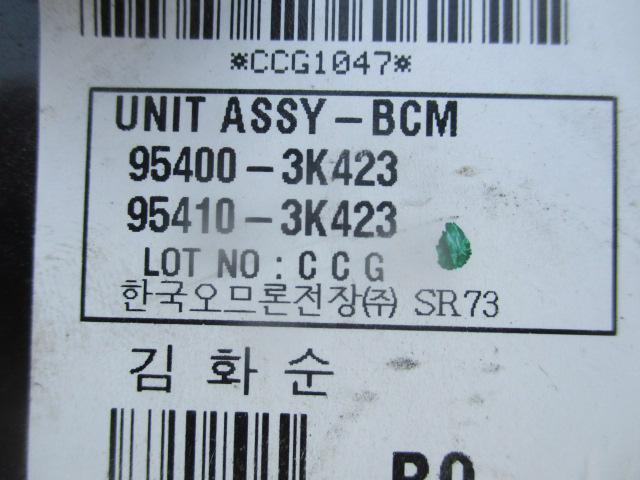 *CCG1047*
UNIT ASSY-BCM
95400-3K423
95410-3K423
LOT NO : C C G
한국오므론전장㈜ SR73
김 화 순